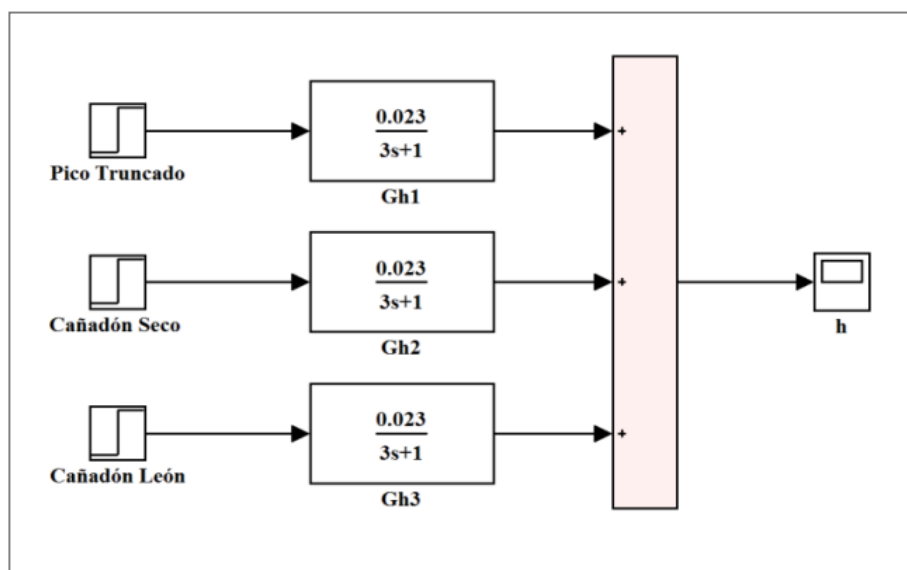 0.023
3s+1
+
Pico Truncado
Gh1
0.023
3s+1
+
Cañadón Seco
Gh2
h
0.023
3s+1
+
Cañadón León
Gh3